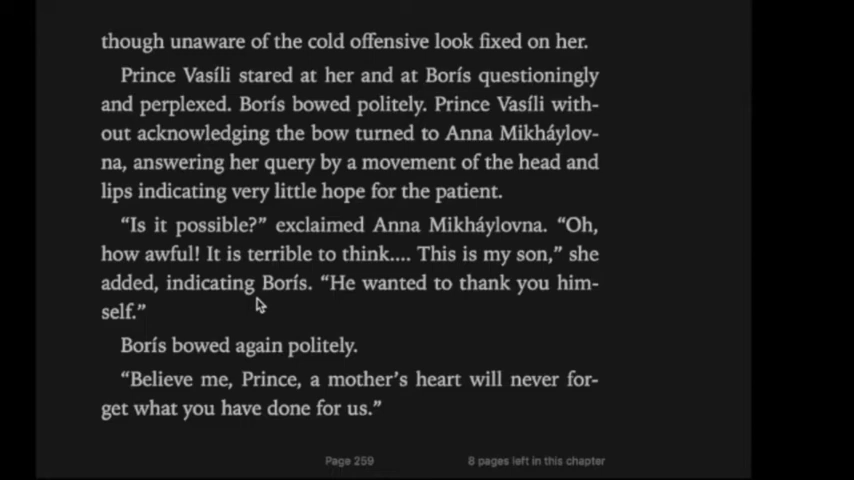 though unaware of the cold offensive look fixed on her.
Prince Vasíli stared at her and at Borís questioningly
and perplexed. Borís bowed politely. Prince Vasíli with-
out acknowledging the bow turned to Anna Mikháylov-
na, answering her query by a movement of the head and
lips indicating very little hope for the patient.
“Is it possible?” exclaimed Anna Mikháylovna. “Oh,
how awful! It is terrible to think.... This is my son,” she
added, indicating Borís. “He wanted to thank you him-
self.”
Borís bowed again politely.
“Believe me, Prince, a mother’s heart will never for-
get what you have done for us.”
Page 259
8 pages left in this chapter